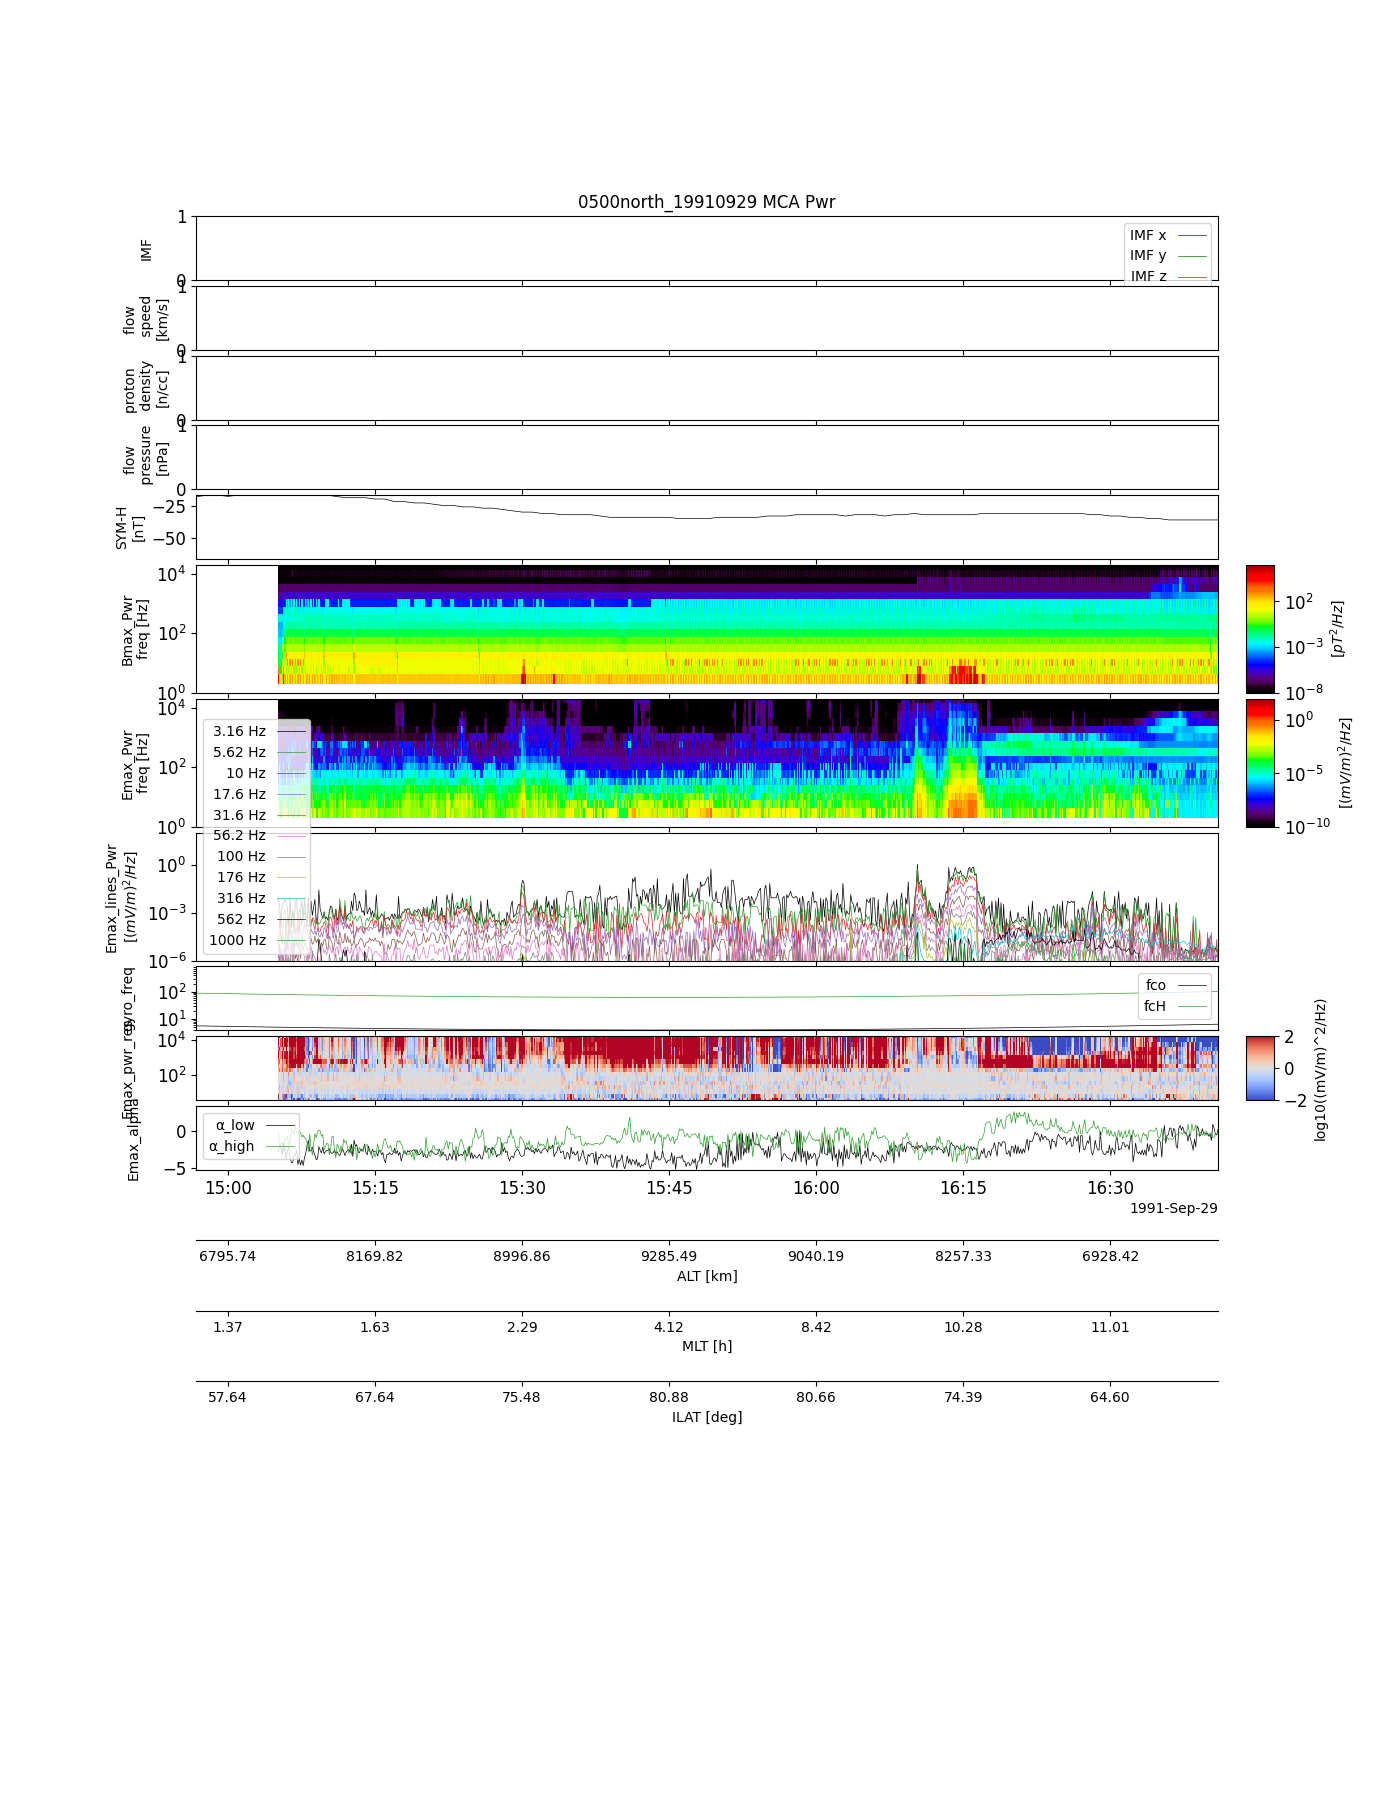 0500north_19910929 MCA Pwr
1
IMF
0
IMF x
IMF y
IMF z
1
flow
speed
[km/s]
0
1
proton
density
[n/cc]
0
1
flow
pressure
[nPa]
0
SYM-H
[nT]
−25
−50
Bmax_Pwr
freq [Hz]
10^4
10^2
10^0
10^2
10^−3
10^−8
[pT^2/Hz]
Emax_Pwr
freq [Hz]
10^4
10^2
10^0
10^0
10^−5
10^−10
[(mV/m)^2/Hz]
3.16 Hz
5.62 Hz
10 Hz
17.6 Hz
31.6 Hz
56.2 Hz
100 Hz
176 Hz
316 Hz
562 Hz
1000 Hz
Emax_lines_Pwr
[(mV/m)^2/Hz]
10^0
10^−3
10^−6
10^2
10^1
fco
fcH
10^4
10^2
2
0
−2
log10((mV/m)^2/Hz)
Emax_alpha
0
−5
α_low
α_high
15:00 15:15 15:30 15:45 16:00 16:15 16:30
1991-Sep-29
6795.74 8169.82 8996.86 9285.49 9040.19 8257.33 6928.42
ALT [km]
1.37 1.63 2.29 4.12 8.42 10.28 11.01
MLT [h]
57.64 67.64 75.48 80.88 80.66 74.39 64.60
ILAT [deg]